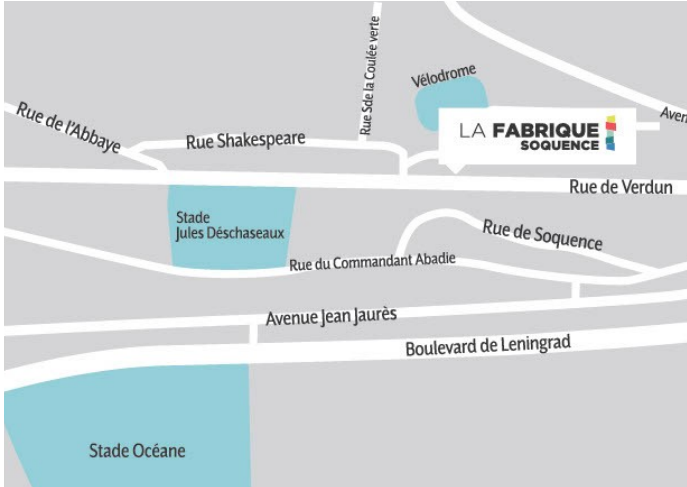 Vélodrome
Rue de l'Abbaye
Rue Shakespeare
Rue Sde la Coulée verte
Aven
LA FABRIQUE
SOQUENCE
Rue de Verdun
Stade
Jules Déschaseaux
Rue de Soquence
Rue du Commandant Abadie
Avenue Jean Jaurès
Boulevard de Leningrad
Stade Océane